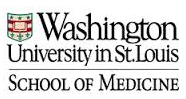 Washington
University in St. Louis
SCHOOL OF MEDICINE